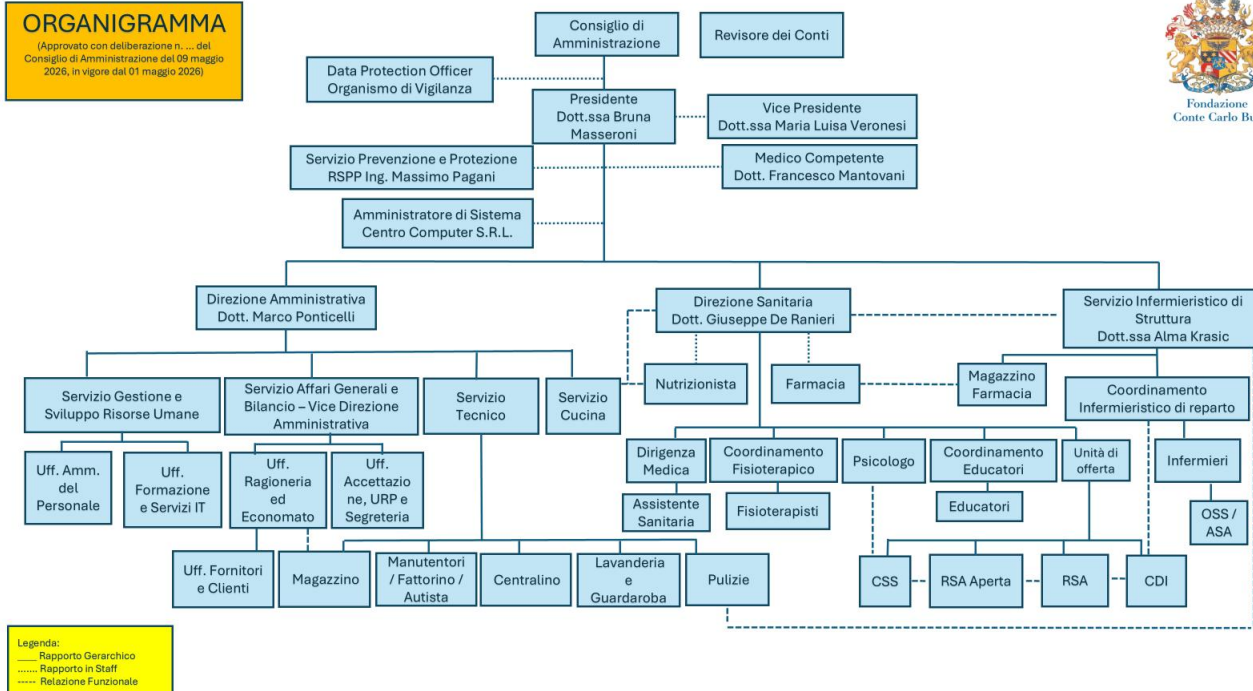 ORGANIGRAMMA
(Approvato con deliberazione n. ... del
Consiglio di Amministrazione del 09 maggio
2026, in vigore dal 01 maggio 2026)
Consiglio di
Amministrazione
Revisore dei Conti
Fondazione
Conte Carlo Bu
Data Protection Officer
Organismo di Vigilanza
Presidente
Dott.ssa Bruna
Masseroni
Vice Presidente
Dott.ssa Maria Luisa Veronesi
Servizio Prevenzione e Protezione
RSPP Ing. Massimo Pagani
Medico Competente
Dott. Francesco Mantovani
Amministratore di Sistema
Centro Computer S.R.L.
Direzione Amministrativa
Dott. Marco Ponticelli
Direzione Sanitaria
Dott. Giuseppe De Ranieri
Servizio Infermieristico di
Struttura
Dott.ssa Alma Krasic
Servizio Gestione e
Sviluppo Risorse Umane
Servizio Affari Generali e
Bilancio – Vice Direzione
Amministrativa
Servizio
Tecnico
Servizio
Cucina
Nutrizionista
Farmacia
Magazzino
Farmacia
Coordinamento
Infermieristico di reparto
Uff. Amm.
del
Personale
Uff.
Formazione
e Servizi IT
Uff.
Ragioneria
ed
Economato
Uff.
Accettazione
, URP e
Segreteria
Dirigenza
Medica
Coordinamento
Fisioterapico
Psicologo
Coordinamento
Educatori
Unità di
offerta
Infermieri
Assistente
Sanitaria
Fisioterapisti
Educatori
OSS /
ASA
Uff. Fornitori
e Clienti
Magazzino
Manutentori
/ Fattorino /
Autista
Centralino
Lavanderia
e
Guardaroba
Pulizie
CSS
RSA Aperta
RSA
CDI
Legenda:
____ Rapporto Gerarchico
....... Rapporto in Staff
----- Relazione Funzionale